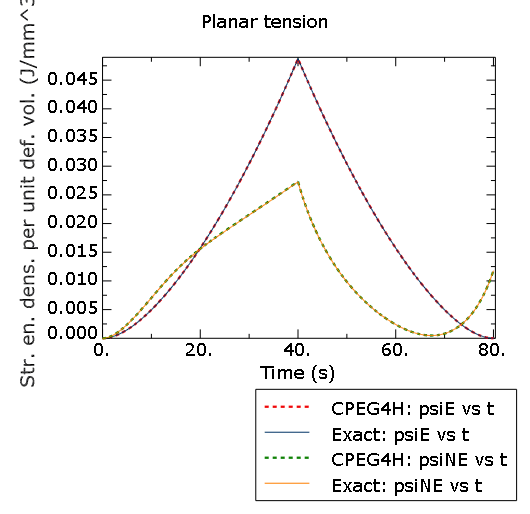 Planar tension
Str. en. dens. per unit def. vol. (J/mm^3
0.045
0.040
0.035
0.030
0.025
0.020
0.015
0.010
0.005
0.000
0. 20. 40. 60. 80.
Time (s)
CPEG4H: psiE vs t
Exact: psiE vs t
CPEG4H: psiNE vs t
Exact: psiNE vs t